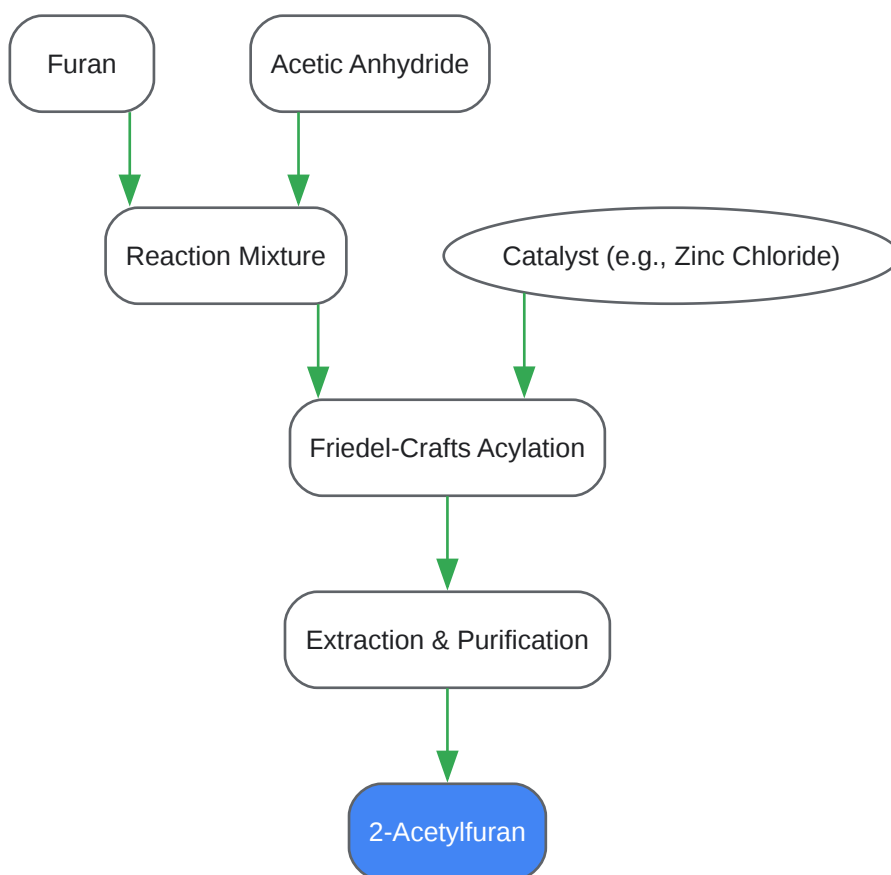 Furan
Acetic Anhydride
Reaction Mixture
Catalyst (e.g., Zinc Chloride)
Friedel-Crafts Acylation
Extraction & Purification
2-Acetylfuran